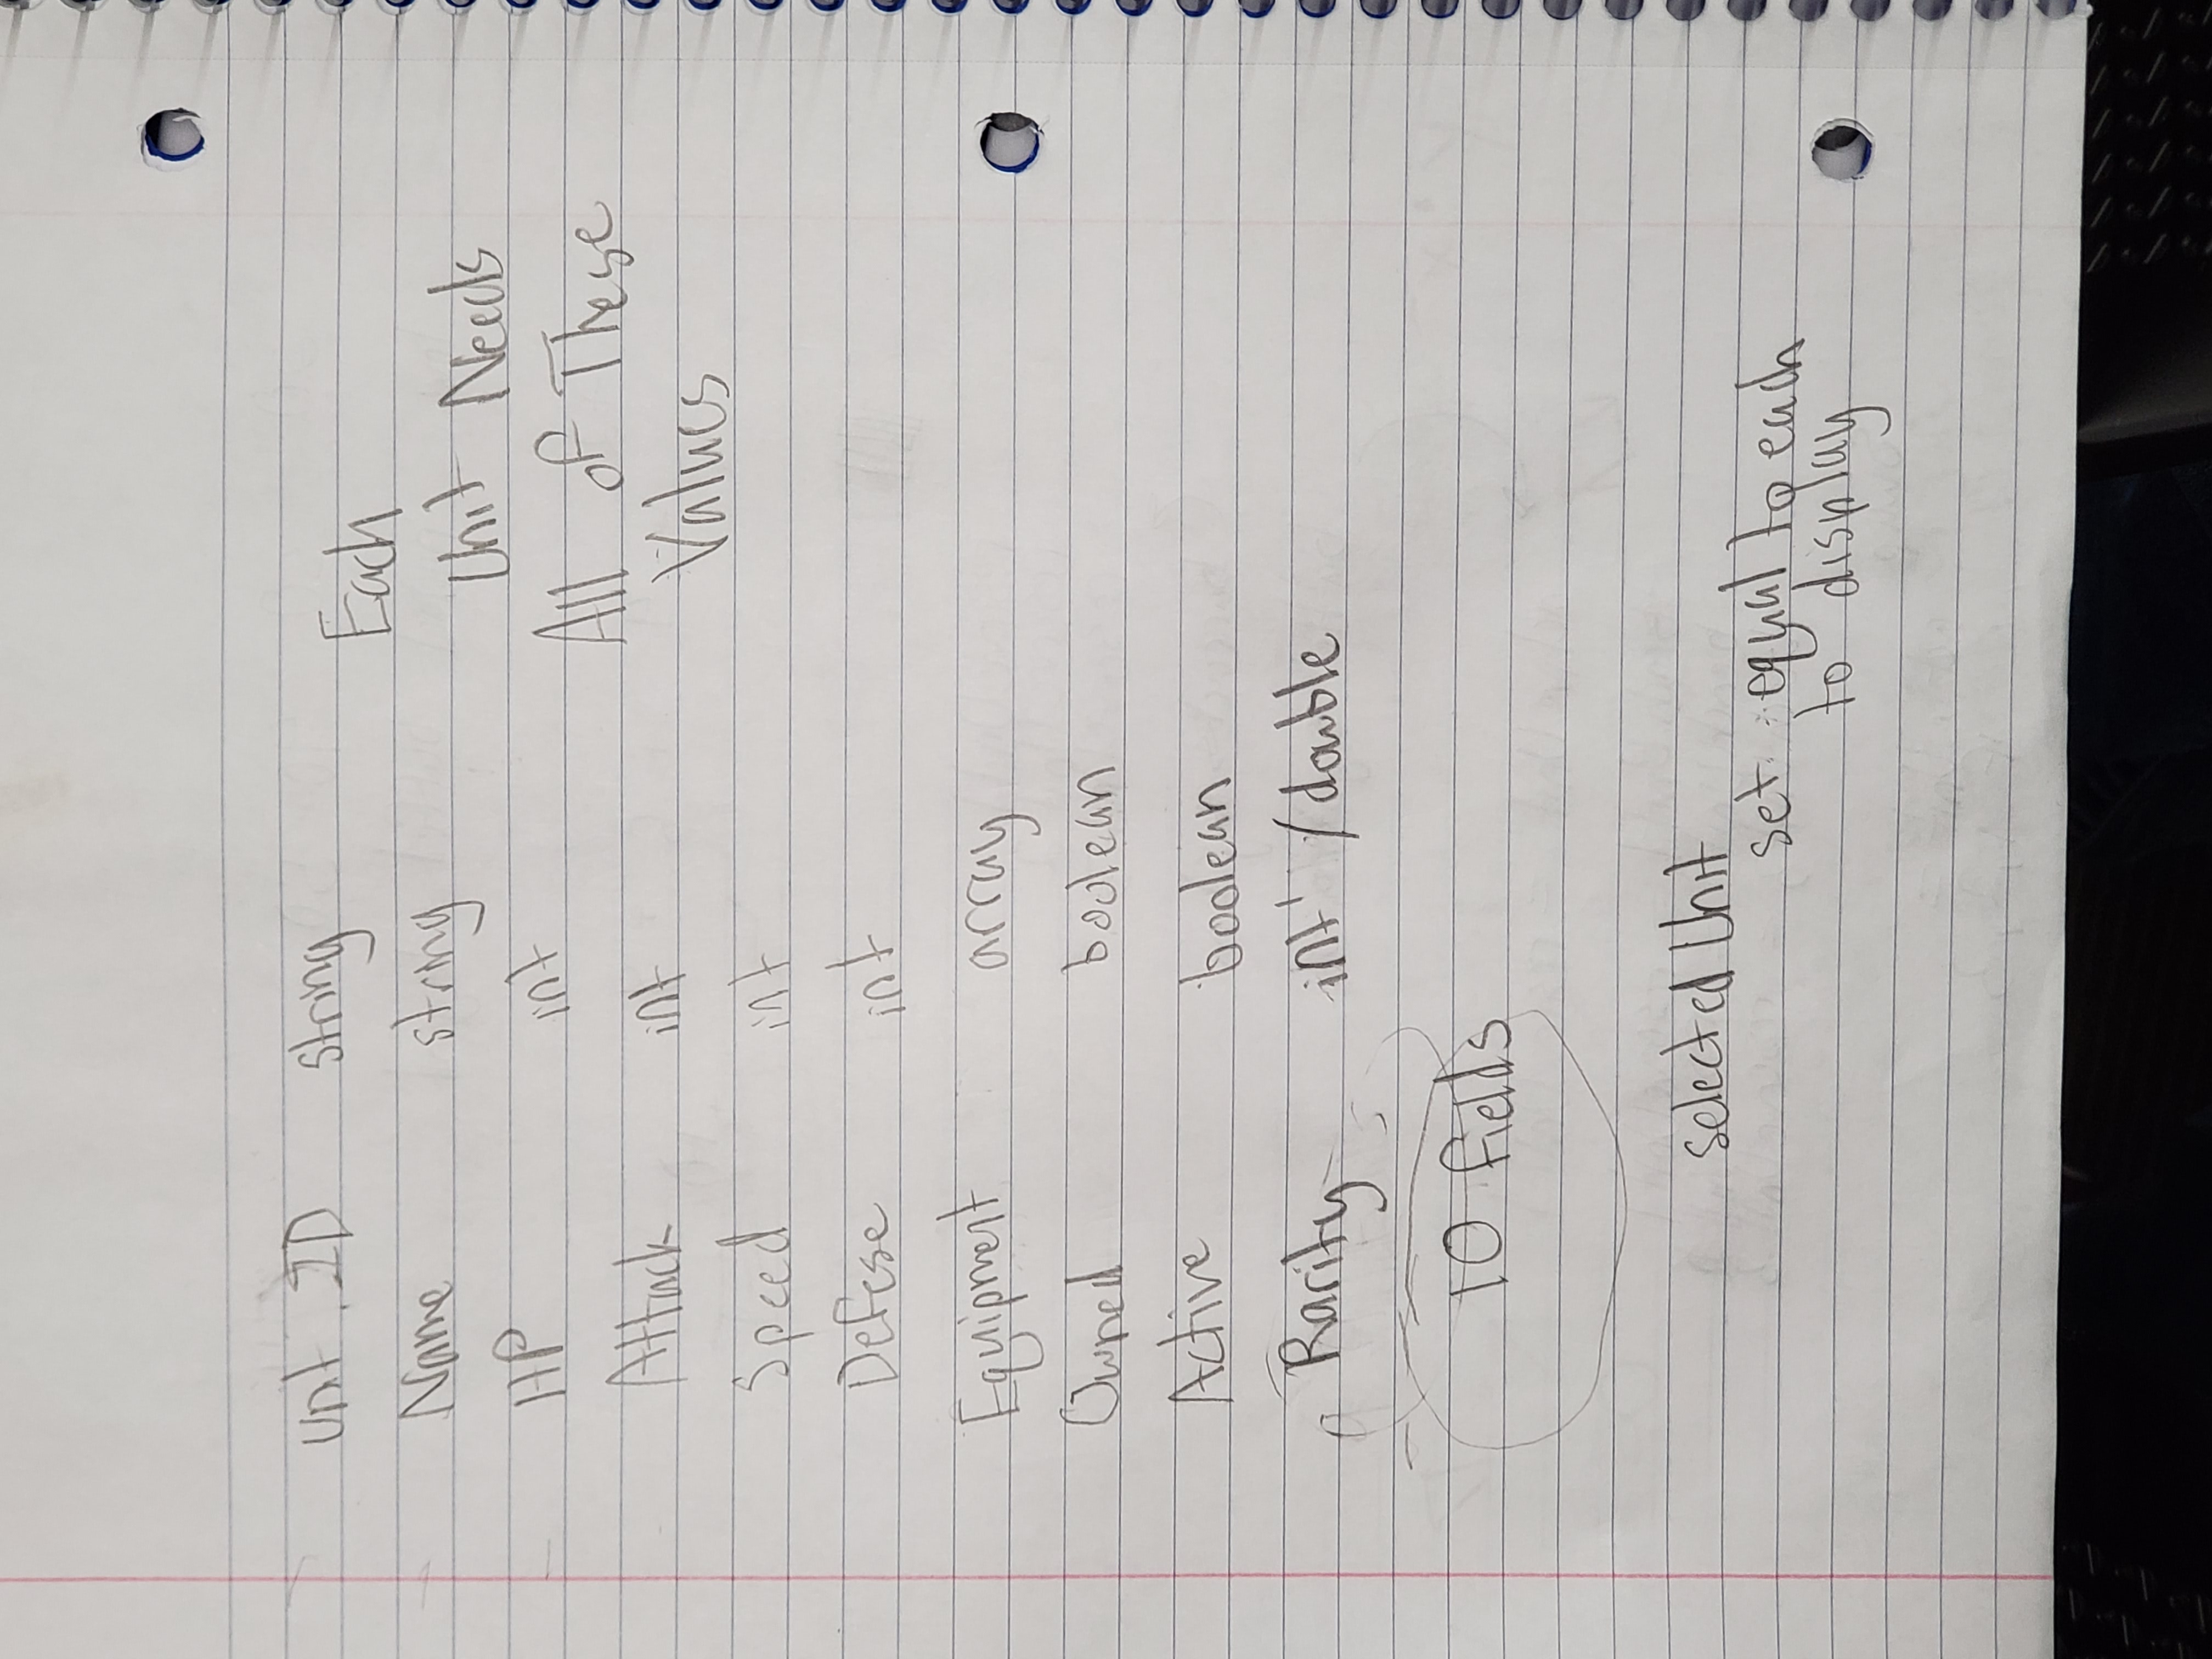 Unit.ID string
Name string
HP int
Attack int
Speed int
Defese int
Equipment array
Owned boolean
Active boolean
Rarity int /double
10 fields
Each
Unit Needs
All of These
Values
selected Unit
set equal to each
to display